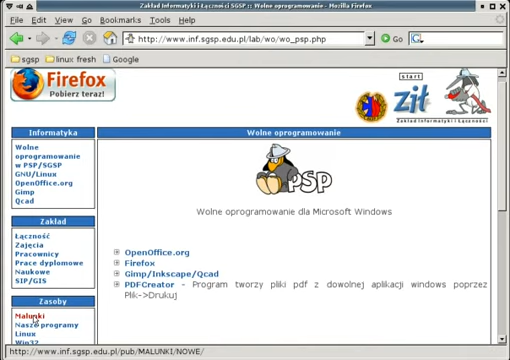 Zakład Informatyki i Łączności SGSP :: Wolne oprogramowanie - Mozilla Firefox
File Edit View Go Bookmarks Tools Help
http://www.inf.sgsp.edu.pl/lab/wo/wo_psp.php
Go
G
sgsp linux fresh Google
Firefox
Pobierz teraz!
start
Zit
Zakład Informatyki i Łączności
Informatyka
Wolne
oprogramowanie
w PSP/SGSP
GNU/Linux
OpenOffice.org
Gimp
Qcad
Zakład
Łączność
Zajęcia
Pracownicy
Prace dyplomowe
Naukowe
SIP/GIS
Zasoby
Malunki
Nasze programy
Linux
Win32
Wolne oprogramowanie
PSP
Wolne oprogramowanie dla Microsoft Windows
OpenOffice.org
Firefox
Gimp/Inkscape/Qcad
PDFCreator - Program tworzy pliki pdf z dowolnej aplikacji windows poprzez
Plik->Drukuj
http://www.inf.sgsp.edu.pl/pub/MALUNKI/NOWE/